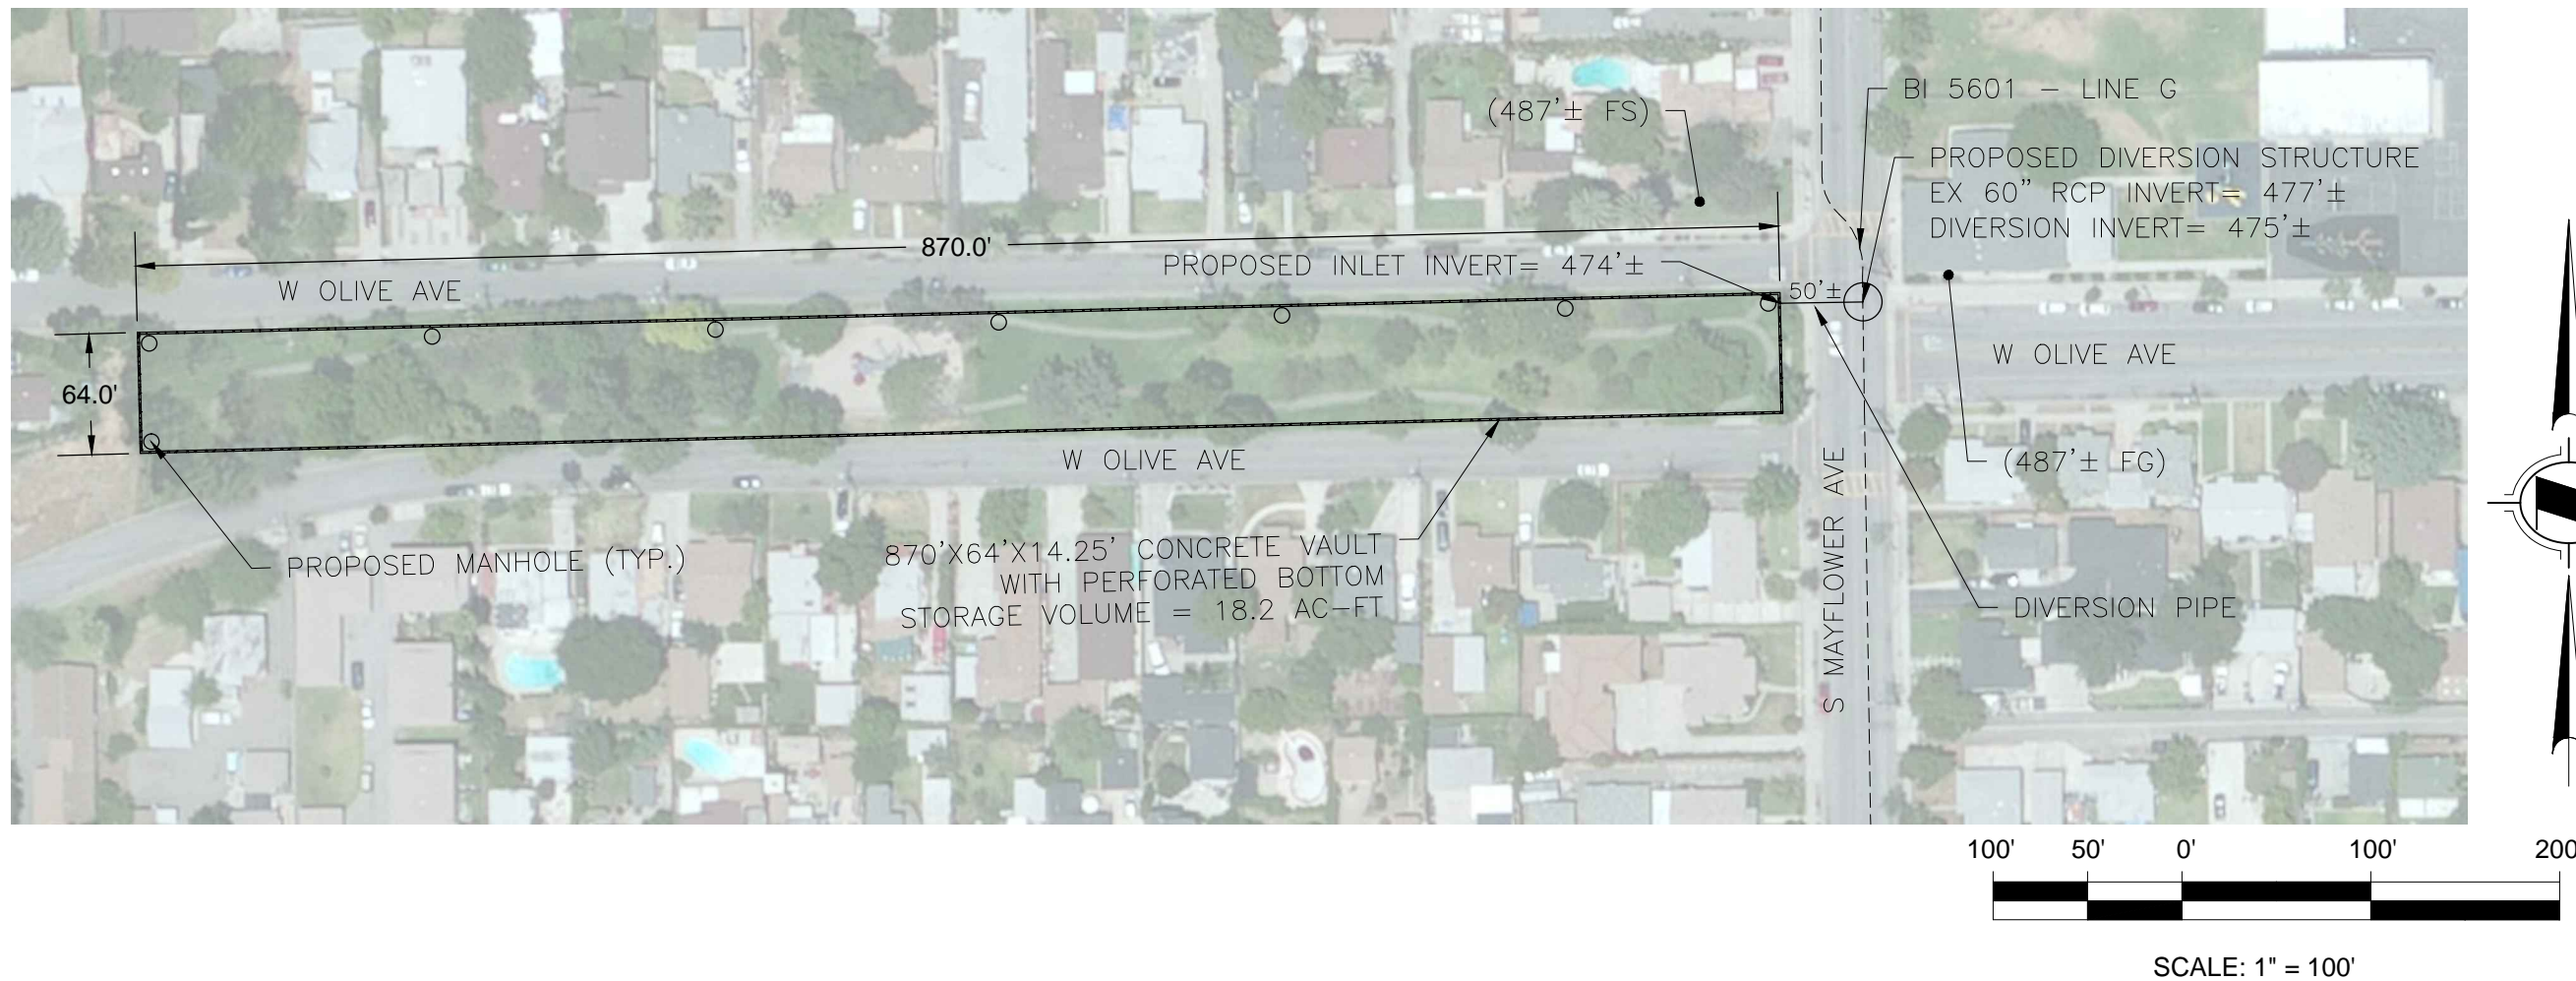 BI 5601 - LINE G
(487'± FS)
PROPOSED DIVERSION STRUCTURE
EX 60" RCP INVERT= 477'±
DIVERSION INVERT= 475'±
870.0'
PROPOSED INLET INVERT= 474'±
50'±
W OLIVE AVE
W OLIVE AVE
64.0'
W OLIVE AVE
(487'± FG)
S MAYFLOWER AVE
PROPOSED MANHOLE (TYP.)
870'X64'X14.25' CONCRETE VAULT
WITH PERFORATED BOTTOM
STORAGE VOLUME = 18.2 AC-FT
DIVERSION PIPE
100' 50' 0' 100' 200
SCALE: 1" = 100'